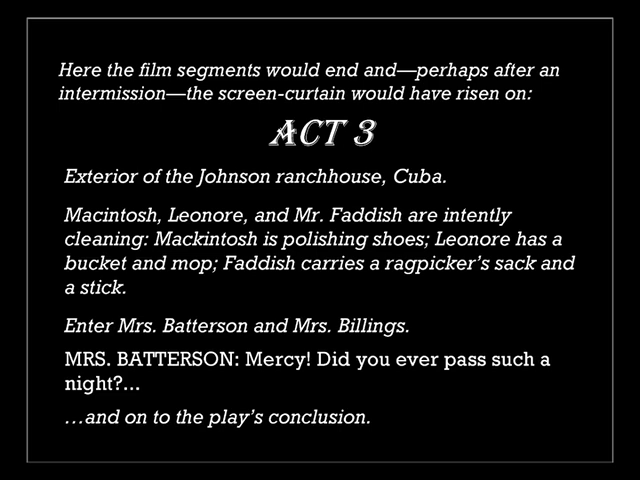 Here the film segments would end and—perhaps after an
intermission—the screen-curtain would have risen on:
ACT 3
Exterior of the Johnson ranchhouse, Cuba.
Macintosh, Leonore, and Mr. Faddish are intently
cleaning: Mackintosh is polishing shoes; Leonore has a
bucket and mop; Faddish carries a ragpicker's sack and
a stick.
Enter Mrs. Batterson and Mrs. Billings.
MRS. BATTERSON: Mercy! Did you ever pass such a
night?...
…and on to the play's conclusion.